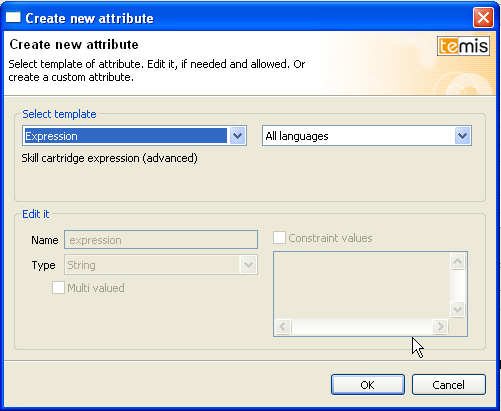 Create new attribute
Create new attribute
temis
Select template of attribute. Edit it, if needed and allowed. Or
create a custom attribute.
Select template
Expression
All languages
Skill cartridge expression (advanced)
Edit it
Name
expression
Constraint values
Type
String
Multi valued
OK
Cancel